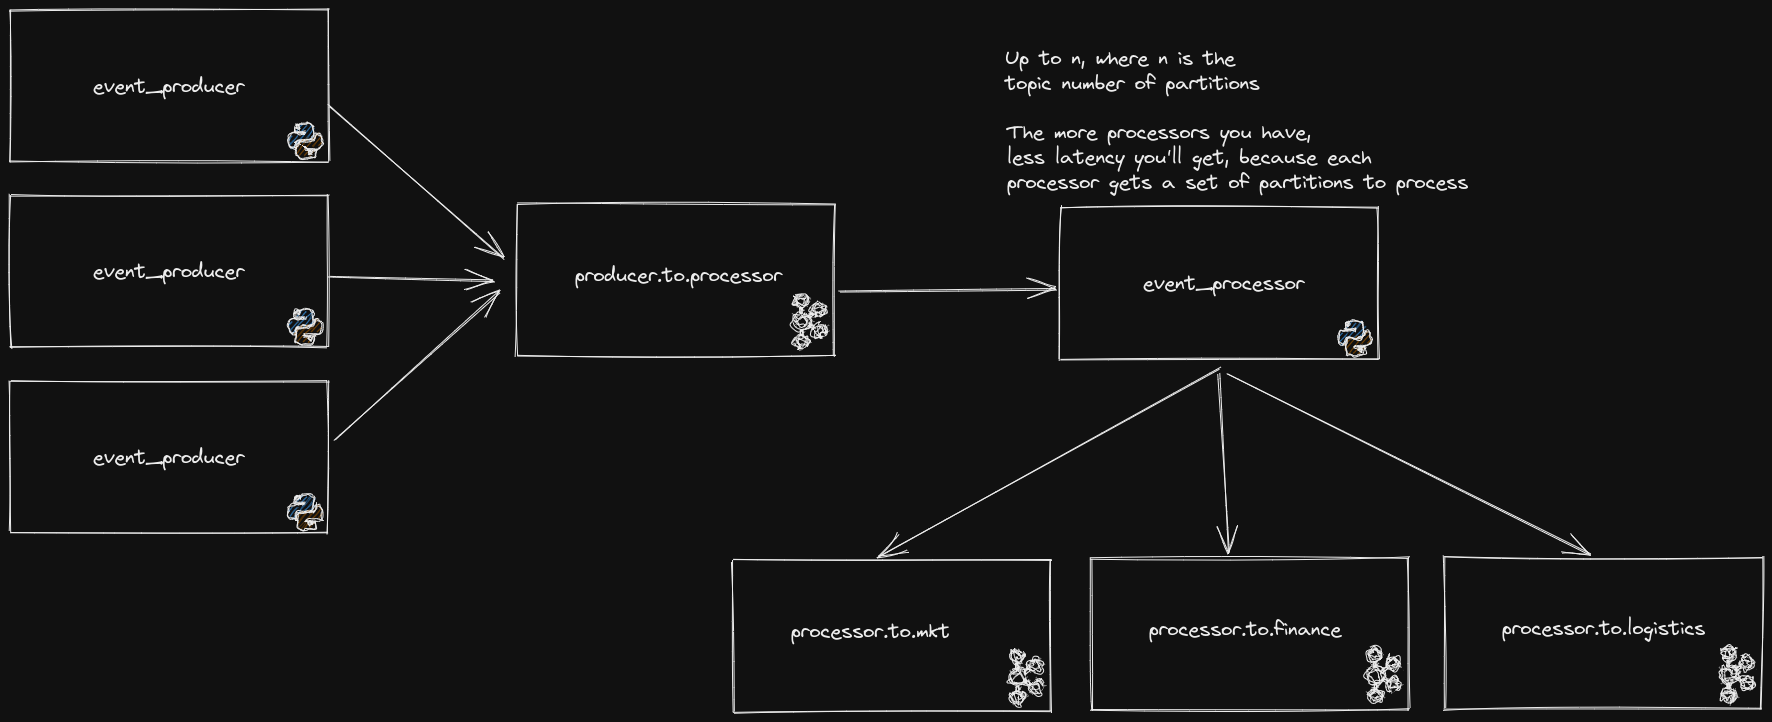 event_producer
event_producer
event_producer
producer.to.processor
Up to n, where n is the
topic number of partitions
The more processors you have,
less latency you'll get, because each
processor gets a set of partitions to process
event_processor
processor.to.mkt
processor.to.finance
processor.to.logistics